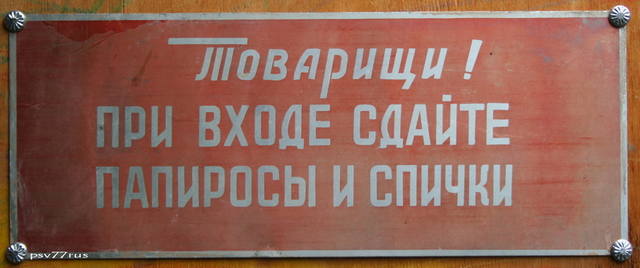 Товарищи!
ПРИ ВХОДЕ СДАЙТЕ
ПАПИРОСЫ И СПИЧКИ
psv77rus